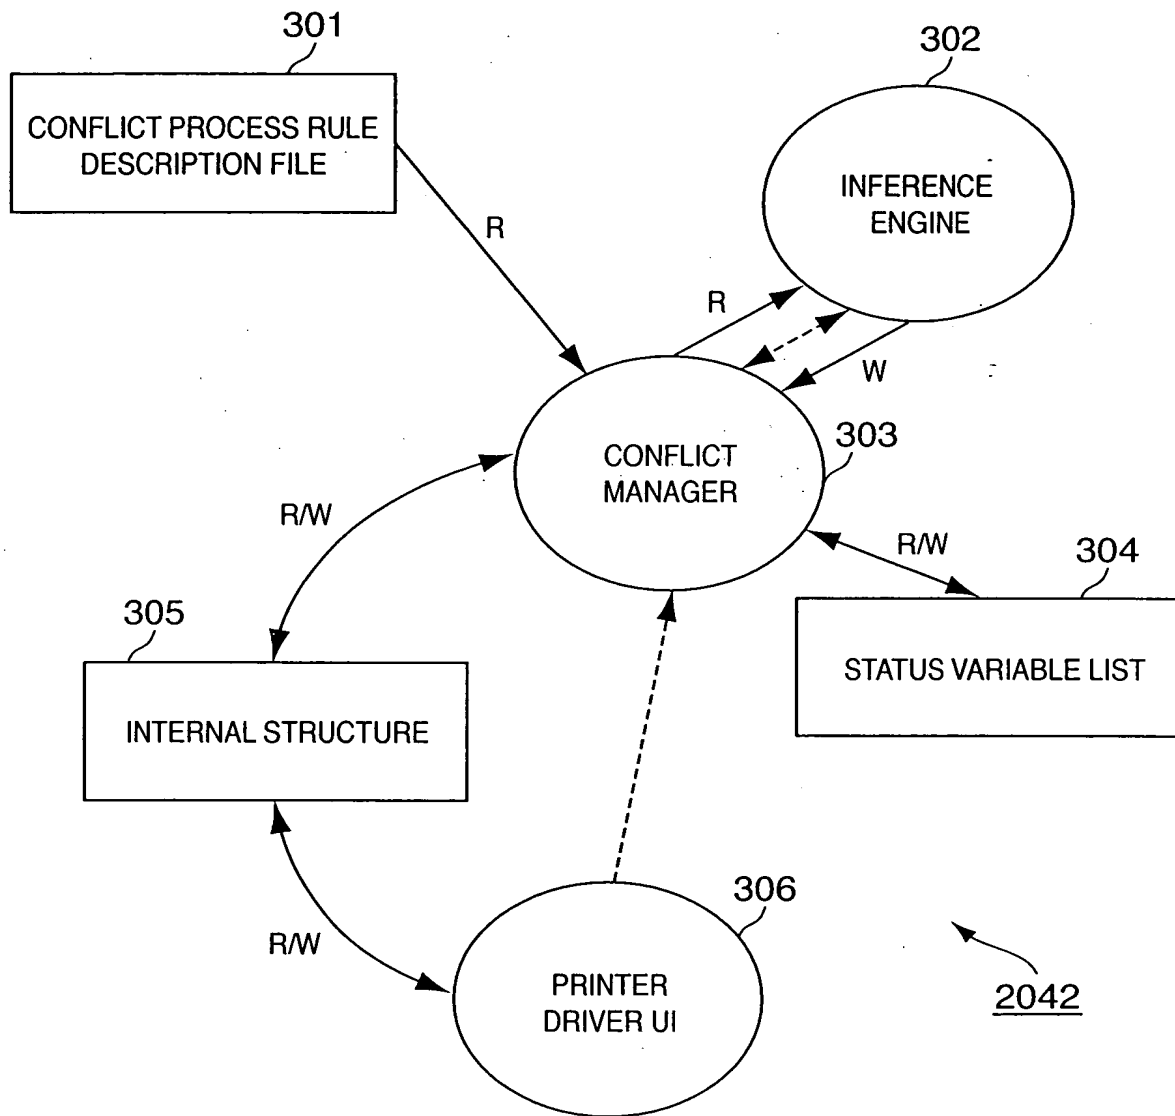 301
302
CONFLICT PROCESS RULE
DESCRIPTION FILE
INFERENCE
ENGINE
R
R
W
303
CONFLICT
MANAGER
R/W
R/W
304
305
STATUS VARIABLE LIST
INTERNAL STRUCTURE
306
R/W
PRINTER
DRIVER UI
2042